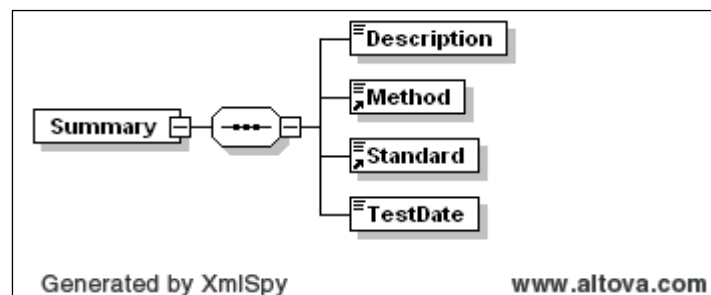 Description
Method
Summary
Standard
TestDate
Generated by XmlSpy
www.altova.com